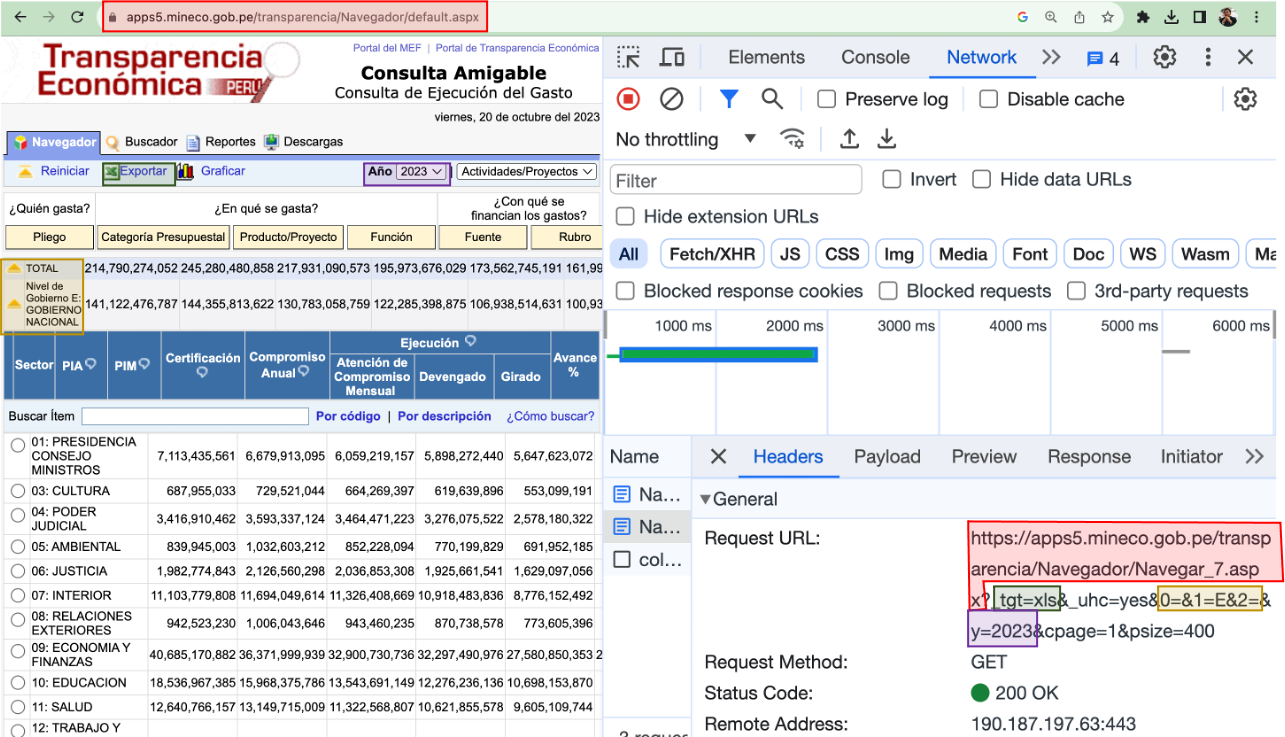 apps5.mineco.gob.pe/transparencia/Navegador/default.aspx
Transparencia
Económica PERU
Portal del MEF | Portal de Transparencia Económica
Consulta Amigable
Consulta de Ejecución del Gasto
viernes, 20 de octubre del 2023
Navegador Buscador Reportes Descargas
Reiniciar Exportar Graficar Año 2023 Actividades/Proyectos
¿Quién gasta? ¿En qué se gasta? ¿Con qué se
financian los gastos?
Pliego Categoría Presupuestal Producto/Proyecto Función Fuente Rubro
TOTAL 214,790,274,052 245,280,480,858 217,931,090,573 195,973,676,029 173,562,745,191 161,99
Nivel de
Gobierno E:
GOBIERNO
NACIONAL
141,122,476,787 144,355,813,622 130,783,058,759 122,285,398,875 106,938,514,631 100,93
Sector PIA PIM Certificación Compromiso
Anual
Ejecución
Atención de
Compromiso
Mensual
Devengado Girado
Avance
%
Buscar Ítem Por código | Por descripción ¿Cómo buscar?
01: PRESIDENCIA
CONSEJO
MINISTROS
7,113,435,561 6,679,913,095 6,059,219,157 5,898,272,440 5,647,623,072
03: CULTURA 687,955,033 729,521,044 664,269,397 619,639,896 553,099,191
04: PODER
JUDICIAL
3,416,910,462 3,593,337,124 3,464,471,223 3,276,075,522 2,578,180,322
05: AMBIENTAL 839,945,003 1,032,603,212 852,228,094 770,199,829 691,952,185
06: JUSTICIA 1,982,774,843 2,126,560,298 2,036,853,308 1,925,661,541 1,629,097,056
07: INTERIOR 11,103,779,808 11,694,049,614 11,326,408,669 10,918,483,836 8,776,152,492
08: RELACIONES
EXTERIORES
942,523,230 1,006,043,646 943,460,235 870,738,578 773,605,396
09: ECONOMIA Y
FINANZAS
40,685,170,882 36,371,999,939 32,900,730,736 32,297,490,976 27,580,850,353 2
10: EDUCACION 18,536,967,385 15,968,375,786 13,543,691,149 12,276,236,136 10,698,153,870
11: SALUD 12,640,766,157 13,149,715,009 11,322,568,807 10,621,855,578 9,605,109,744
12: TRABAJO Y
Elements Console Network 4
Preserve log Disable cache
No throttling
Filter Invert Hide data URLs
Hide extension URLs
All Fetch/XHR JS CSS Img Media Font Doc WS Wasm Ma
Blocked response cookies Blocked requests 3rd-party requests
1000 ms 2000 ms 3000 ms 4000 ms 5000 ms 6000 ms
Name Headers Payload Preview Response Initiator
Na...
Na...
col...
General
Request URL: https://apps5.mineco.gob.pe/transp
arencia/Navegador/Navegar_7.asp
x?_tgt=xls&_uhc=yes&0=&1=E&2=&
y=2023&cpage=1&psize=400
Request Method: GET
Status Code: 200 OK
Remote Address: 190.187.197.63:443